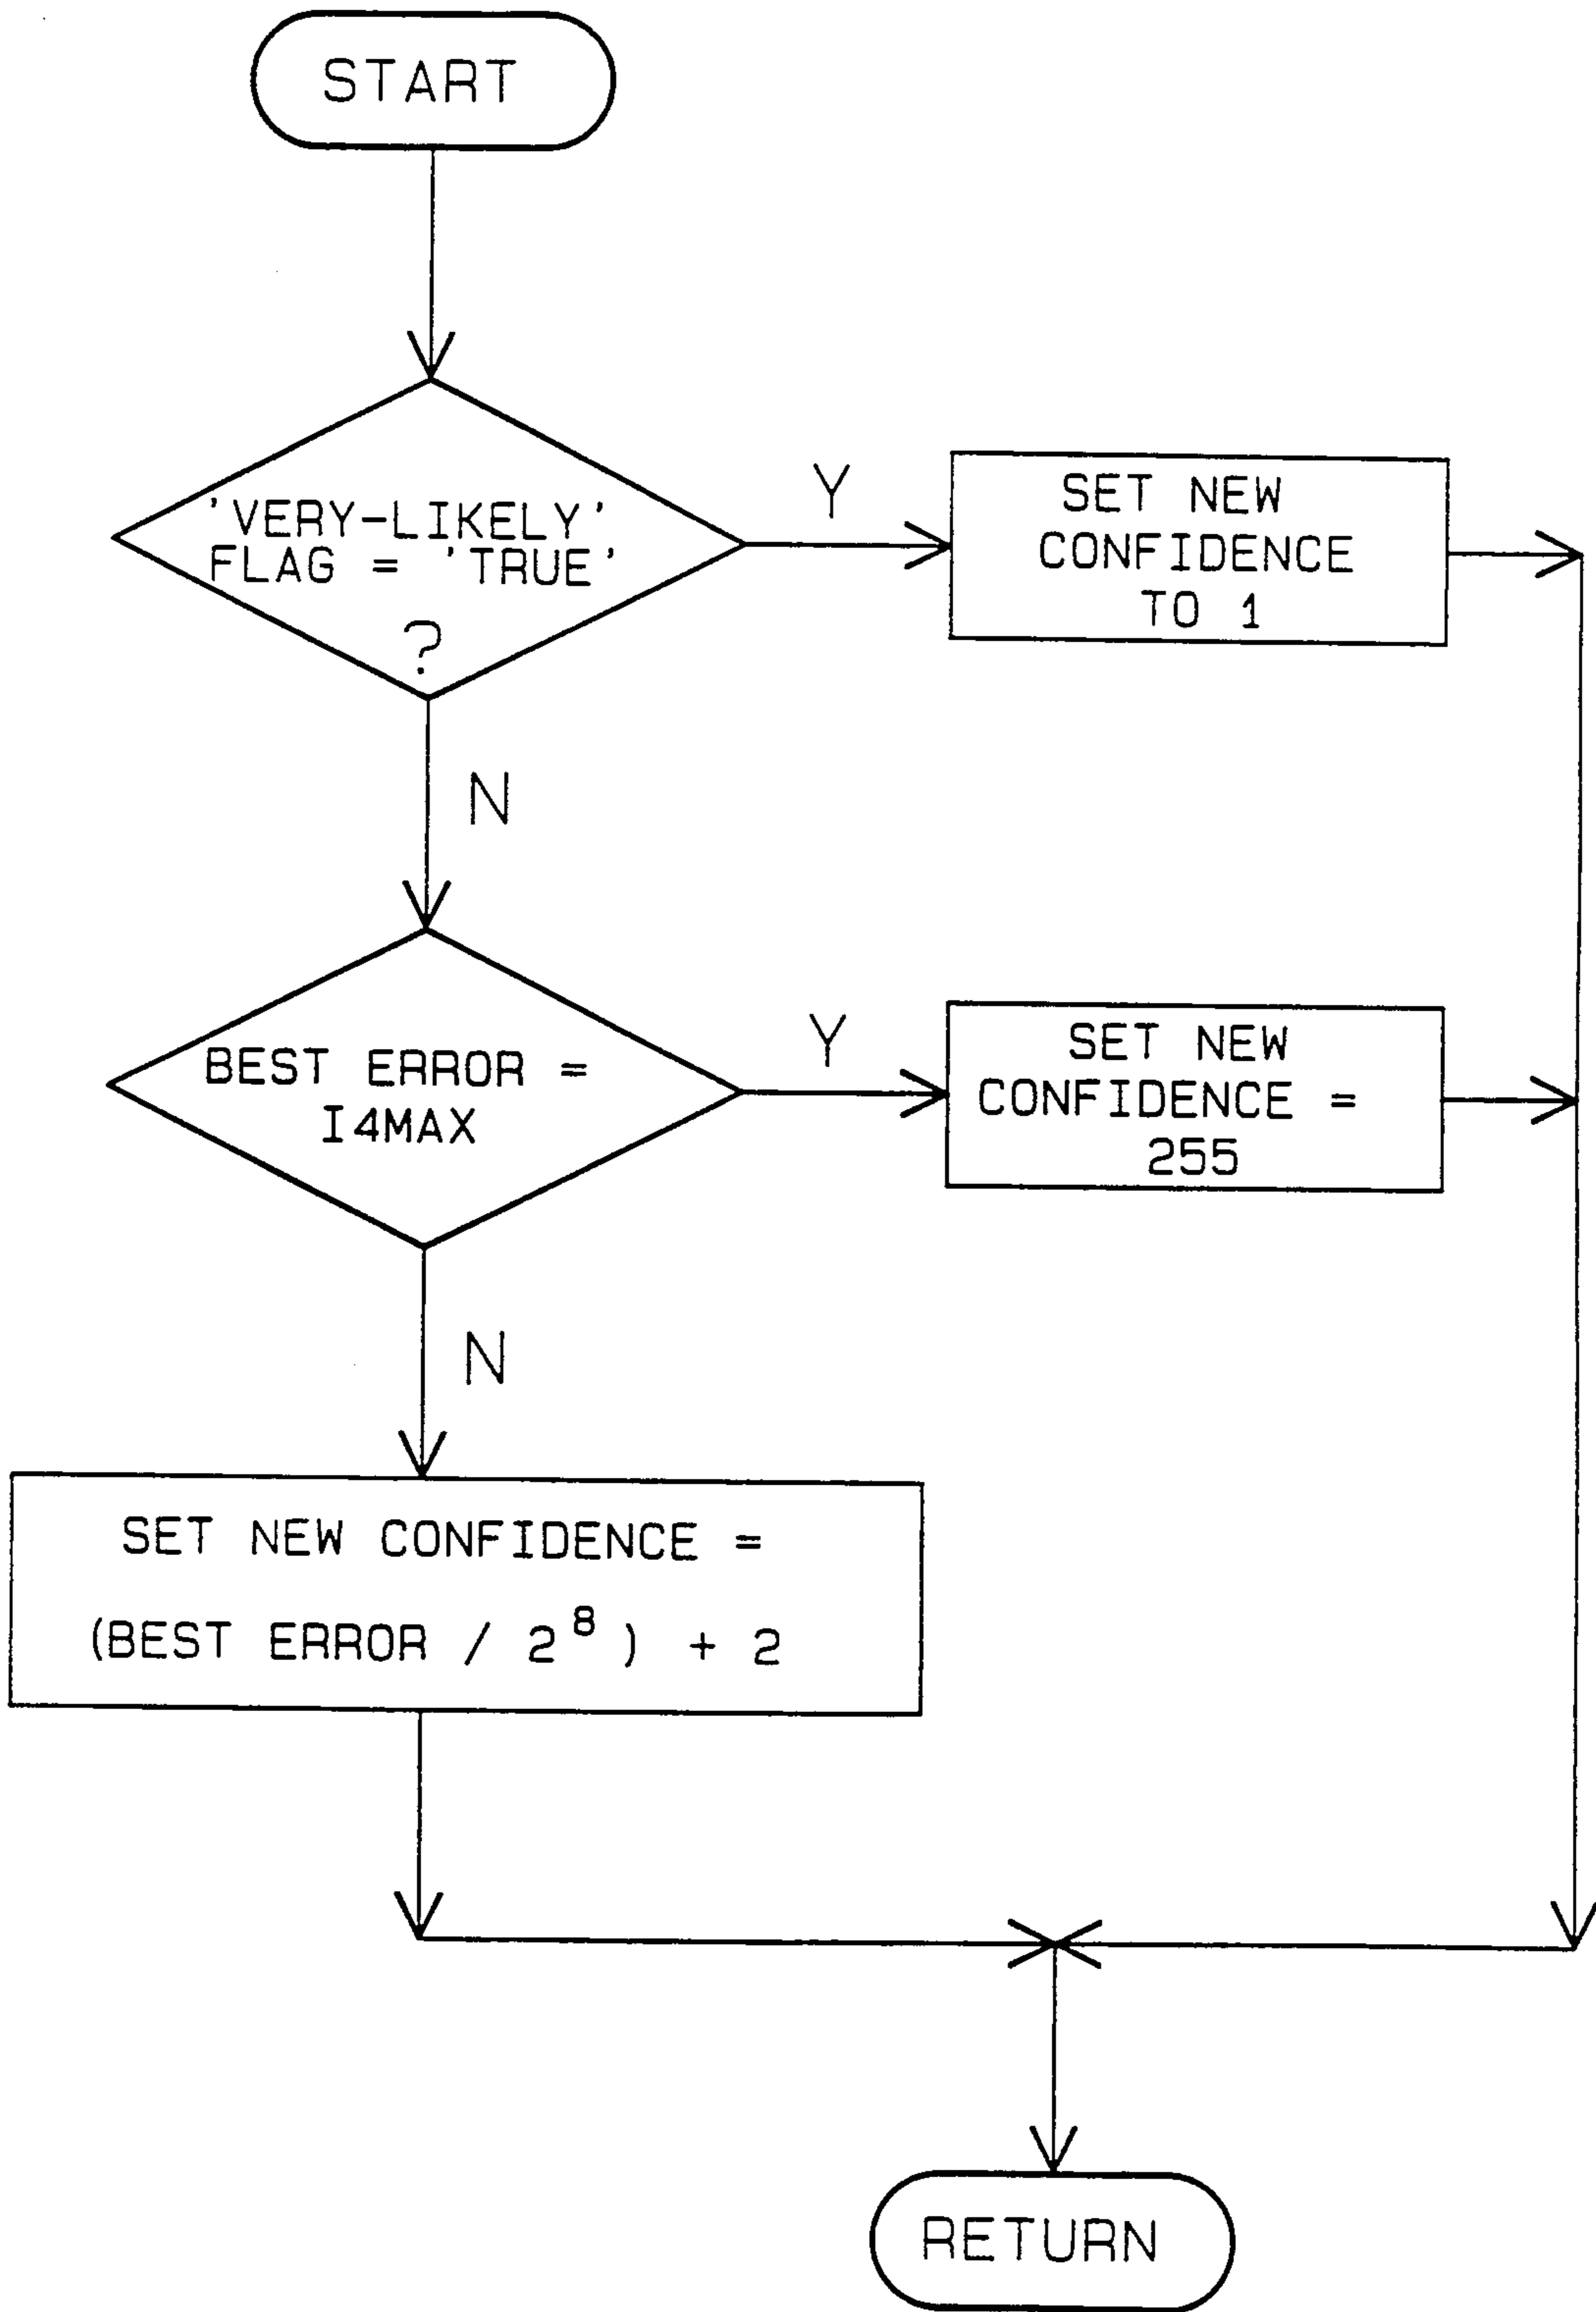 START
'VERY-LIKELY'
FLAG = 'TRUE'
?
Y
SET NEW
CONFIDENCE
TO 1
N
BEST ERROR =
I4MAX
Y
SET NEW
CONFIDENCE =
255
N
SET NEW CONFIDENCE =
(BEST ERROR / 2⁸) + 2
RETURN